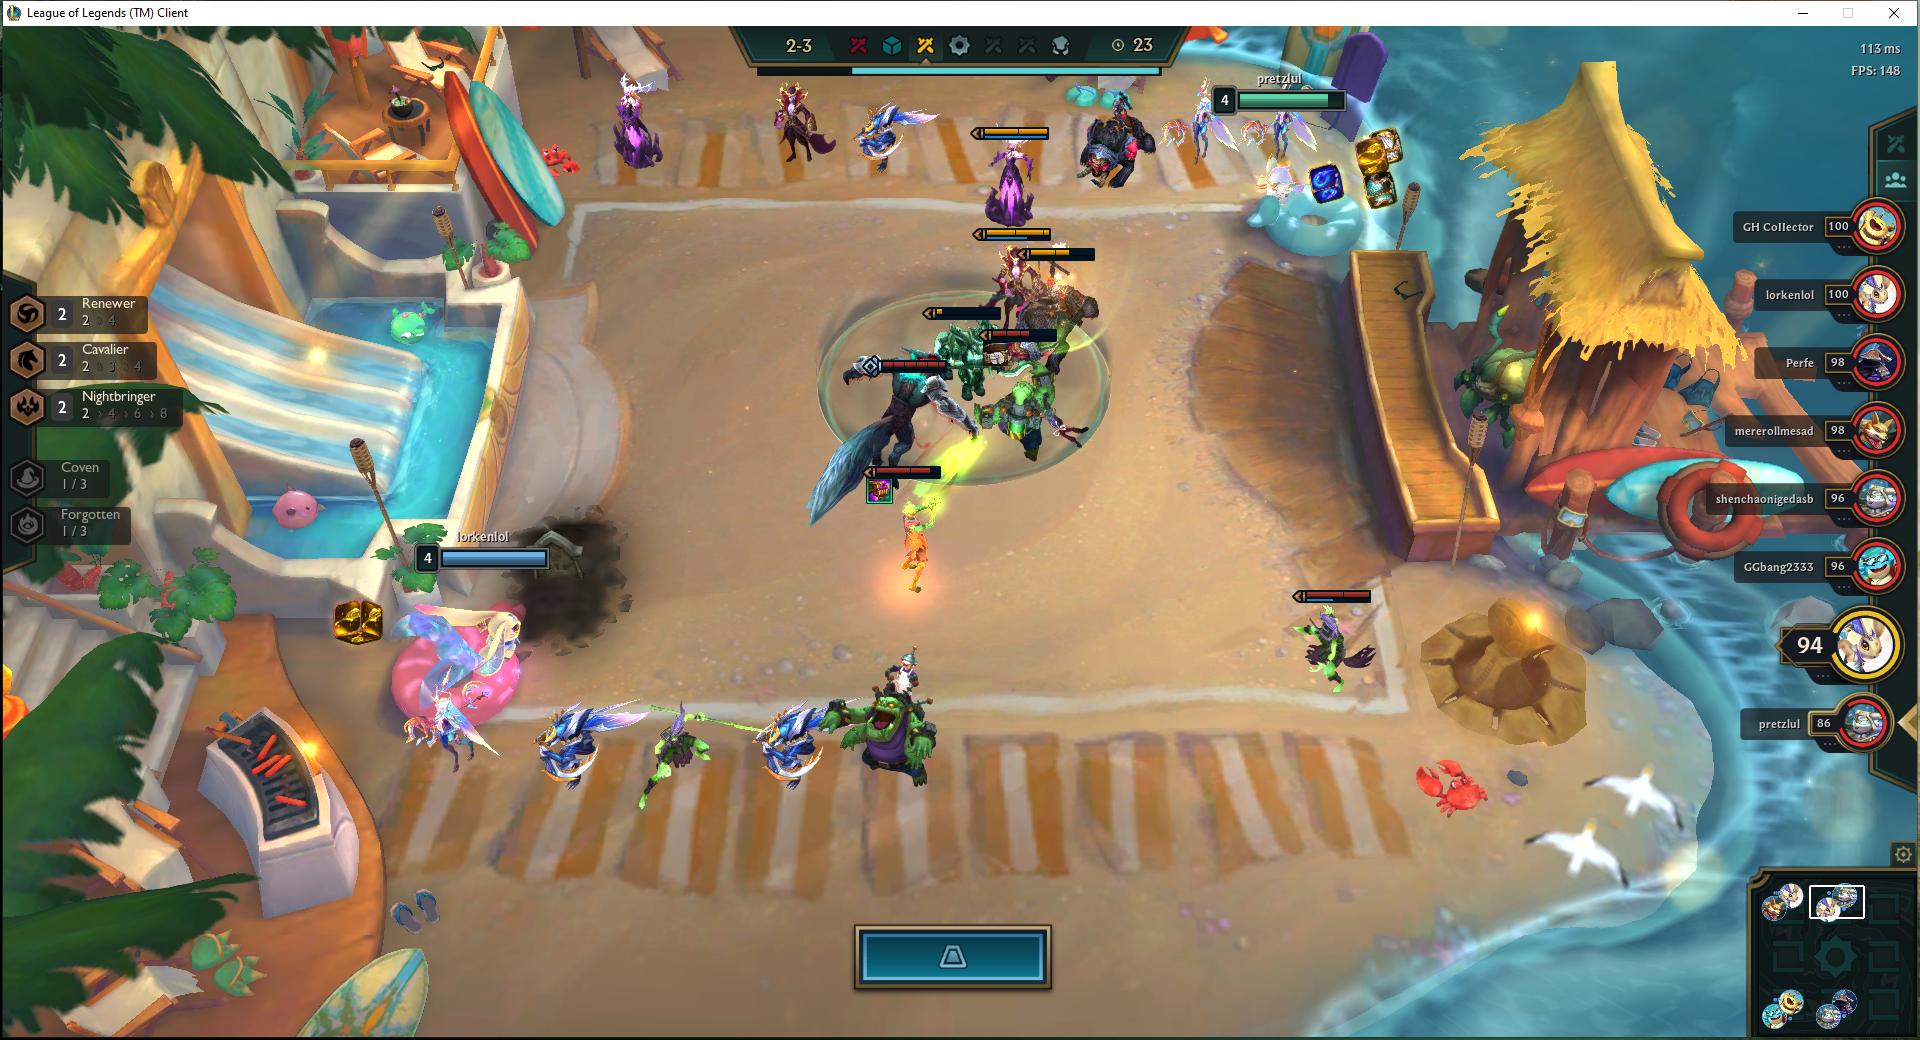 League of Legends (TM) Client
2-3
23
113 ms
FPS: 148
pretzlul
4
GH Collector 100
lorkenlol 100
Perfe 98
mererollmesad 98
shenchaonigedasb 96
GGbang2333 96
94
pretzlul 86
2 Renewer
2 › 4
2 Cavalier
2 › 3 › 4
2 Nightbringer
2 › 4 › 6 › 8
Coven
1 / 3
Forgotten
1 / 3
lorkenlol
4